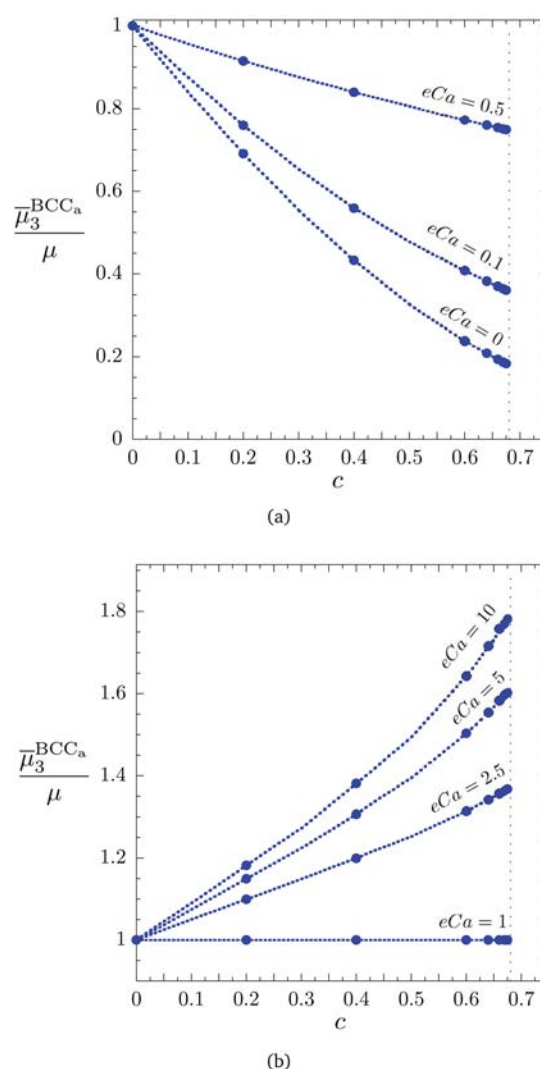 1
0.8
0.6
0.4
0.2
0
μ̅₃^BCCₐ
μ
eCa = 0.5
eCa = 0.1
eCa = 0
0 0.1 0.2 0.3 0.4 0.5 0.6 0.7
c
(a)
1.8
1.6
1.4
1.2
1
μ̅₃^BCCₐ
μ
eCa = 10
eCa = 5
eCa = 2.5
eCa = 1
0 0.1 0.2 0.3 0.4 0.5 0.6 0.7
c
(b)